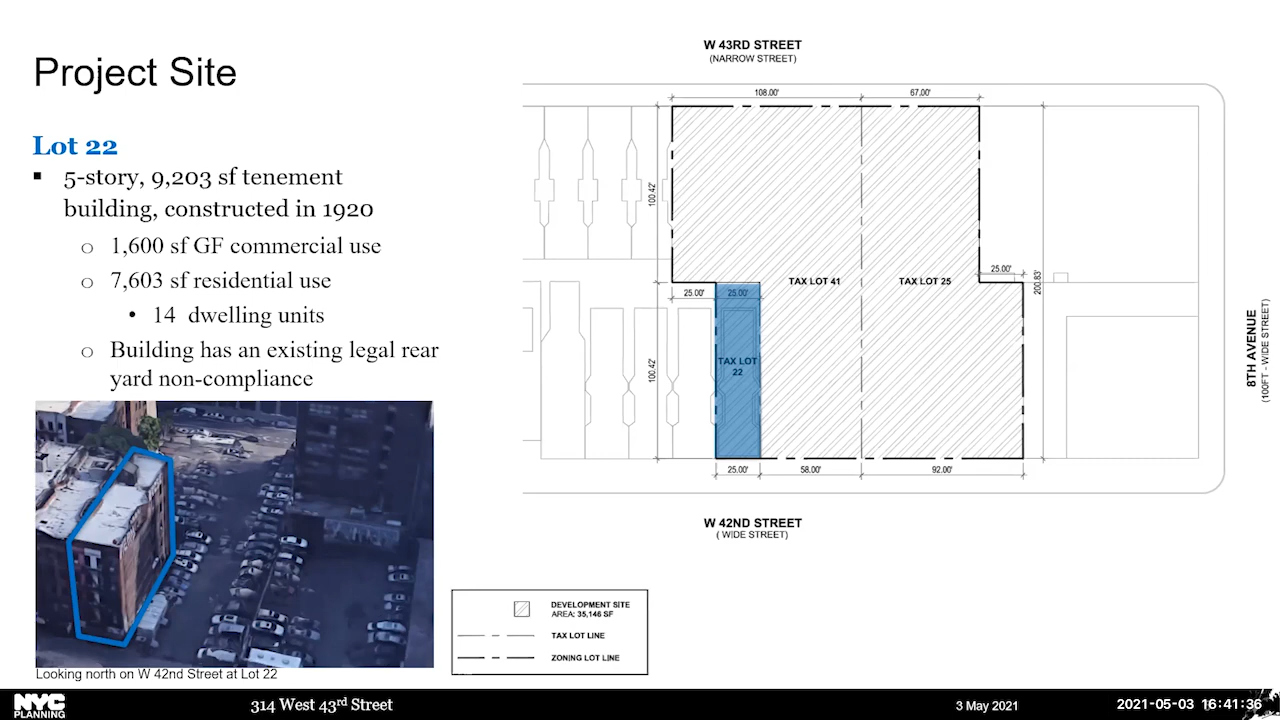 Project Site
Lot 22
▪ 5-story, 9,203 sf tenement
building, constructed in 1920
o 1,600 sf GF commercial use
o 7,603 sf residential use
• 14 dwelling units
o Building has an existing legal rear
yard non-compliance
Looking north on W 42nd Street at Lot 22
W 43RD STREET
(NARROW STREET)
108.00'
67.00'
100.42'
25.00'
200.83'
25.00'
25.00'
TAX LOT 41
TAX LOT 25
TAX LOT
22
100.42'
25.00'
58.00'
92.00'
W 42ND STREET
( WIDE STREET)
8TH AVENUE
(100FT - WIDE STREET)
DEVELOPMENT SITE
AREA: 35,146 SF
TAX LOT LINE
ZONING LOT LINE
NYC
PLANNING
314 West 43rd Street
3 May 2021
2021-05-03 16:41:36